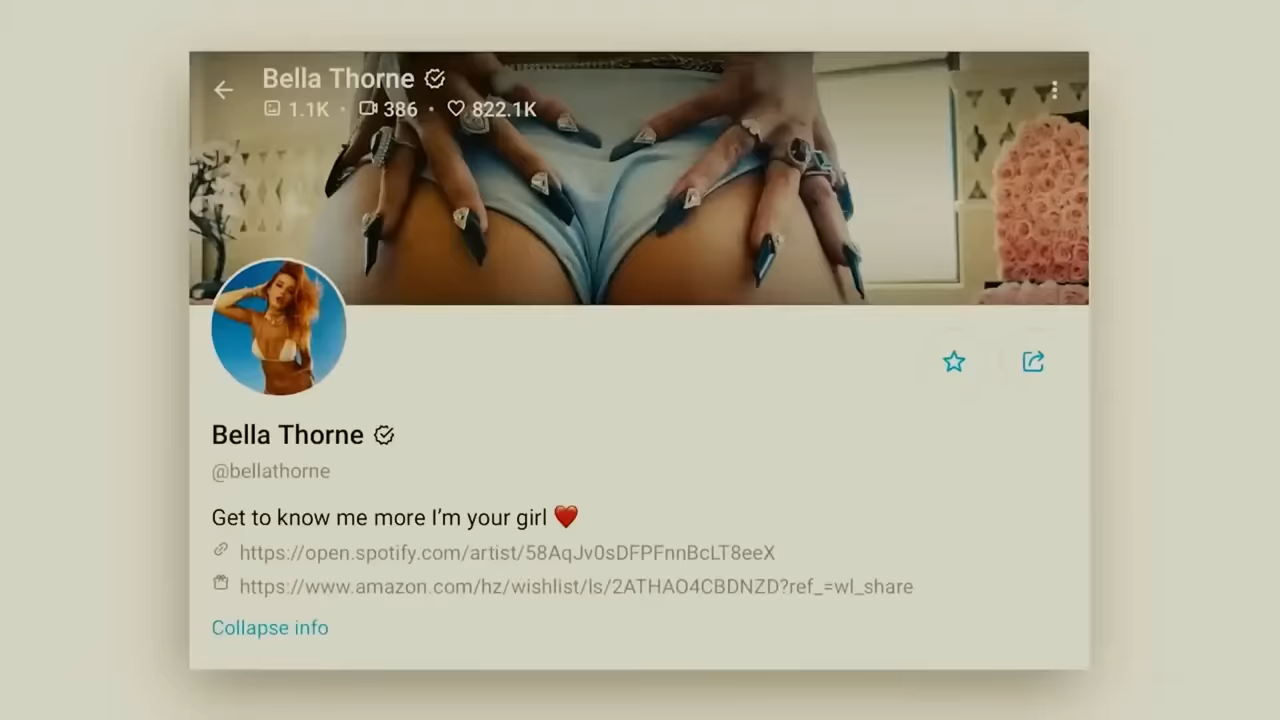 Bella Thorne
1.1K · 386 · 822.1K
Bella Thorne
@bellathorne
Get to know me more I'm your girl ❤️
https://open.spotify.com/artist/58AqJv0sDFPFnnBcLT8eeX
https://www.amazon.com/hz/wishlist/ls/2ATHAO4CBDNZD?ref_=wl_share
Collapse info